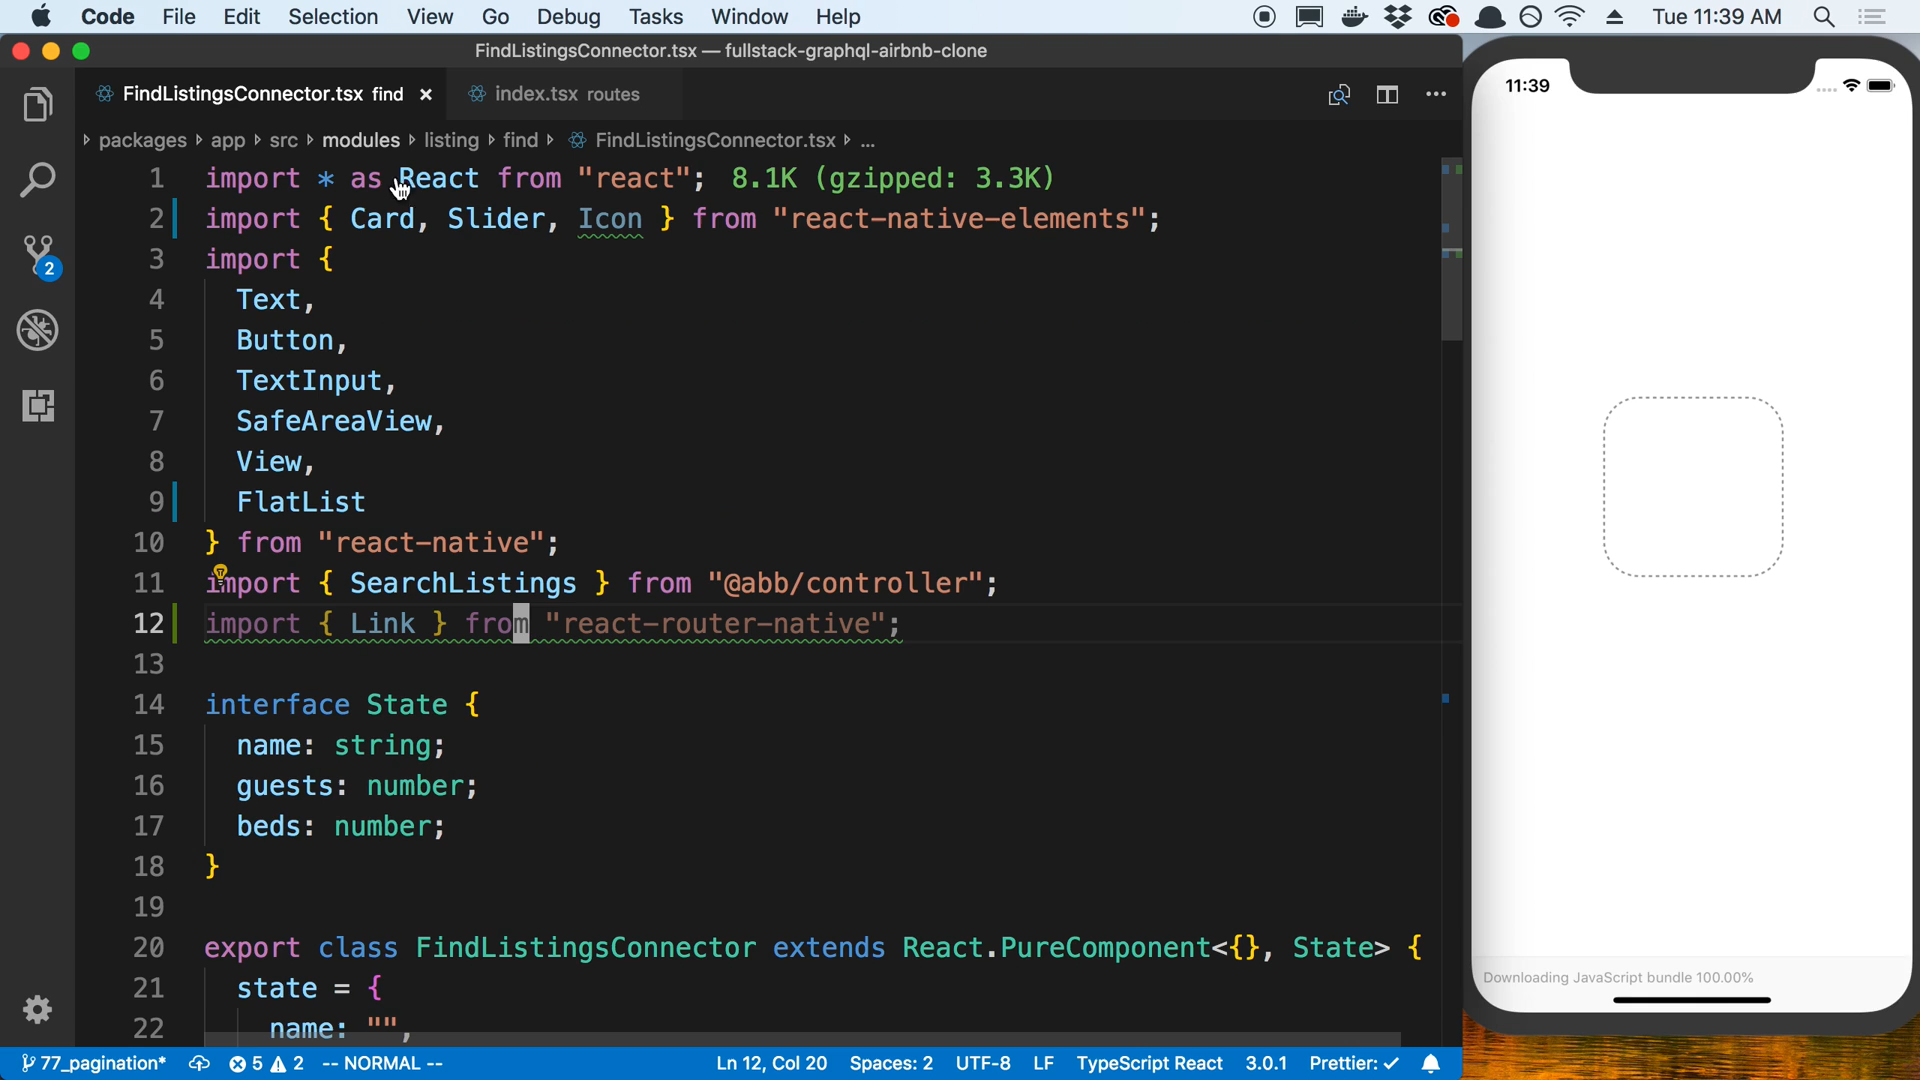 Code File Edit Selection View Go Debug Tasks Window Help Tue 11:39 AM
FindListingsConnector.tsx — fullstack-graphql-airbnb-clone
FindListingsConnector.tsx find × index.tsx routes
packages app src modules listing find FindListingsConnector.tsx ...
1 import * as React from "react"; 8.1K (gzipped: 3.3K)
2 import { Card, Slider, Icon } from "react-native-elements";
3 import {
4 Text,
5 Button,
6 TextInput,
7 SafeAreaView,
8 View,
9 FlatList
10 } from "react-native";
11 import { SearchListings } from "@abb/controller";
12 import { Link } from "react-router-native";
13
14 interface State {
15 name: string;
16 guests: number;
17 beds: number;
18 }
19
20 export class FindListingsConnector extends React.PureComponent<{}, State> {
21 state = {
22 name: "",
2
77_pagination* 5 2 -- NORMAL -- Ln 12, Col 20 Spaces: 2 UTF-8 LF TypeScript React 3.0.1 Prettier: ✓
11:39
Downloading JavaScript bundle 100.00%